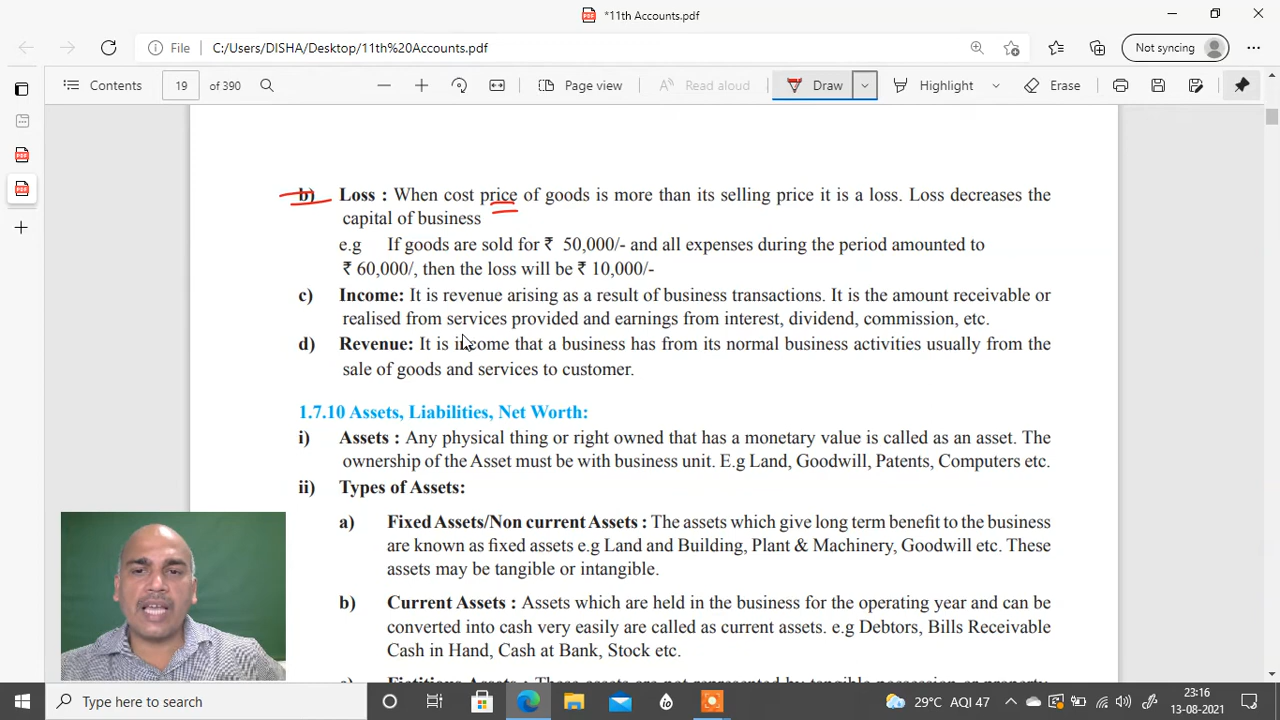 *11th Accounts.pdf
File C:/Users/DISHA/Desktop/11th%20Accounts.pdf Not syncing
Contents 19 of 390 Page view Read aloud Draw Highlight Erase
b) Loss : When cost price of goods is more than its selling price it is a loss. Loss decreases the
capital of business
e.g If goods are sold for ₹ 50,000/- and all expenses during the period amounted to
₹ 60,000/, then the loss will be ₹ 10,000/-
c) Income: It is revenue arising as a result of business transactions. It is the amount receivable or
realised from services provided and earnings from interest, dividend, commission, etc.
d) Revenue: It is income that a business has from its normal business activities usually from the
sale of goods and services to customer.
1.7.10 Assets, Liabilities, Net Worth:
i) Assets : Any physical thing or right owned that has a monetary value is called as an asset. The
ownership of the Asset must be with business unit. E.g Land, Goodwill, Patents, Computers etc.
ii) Types of Assets:
a) Fixed Assets/Non current Assets : The assets which give long term benefit to the business
are known as fixed assets e.g Land and Building, Plant & Machinery, Goodwill etc. These
assets may be tangible or intangible.
b) Current Assets : Assets which are held in the business for the operating year and can be
converted into cash very easily are called as current assets. e.g Debtors, Bills Receivable
Cash in Hand, Cash at Bank, Stock etc.
Type here to search 29°C AQI 47 23:16
13-08-2021